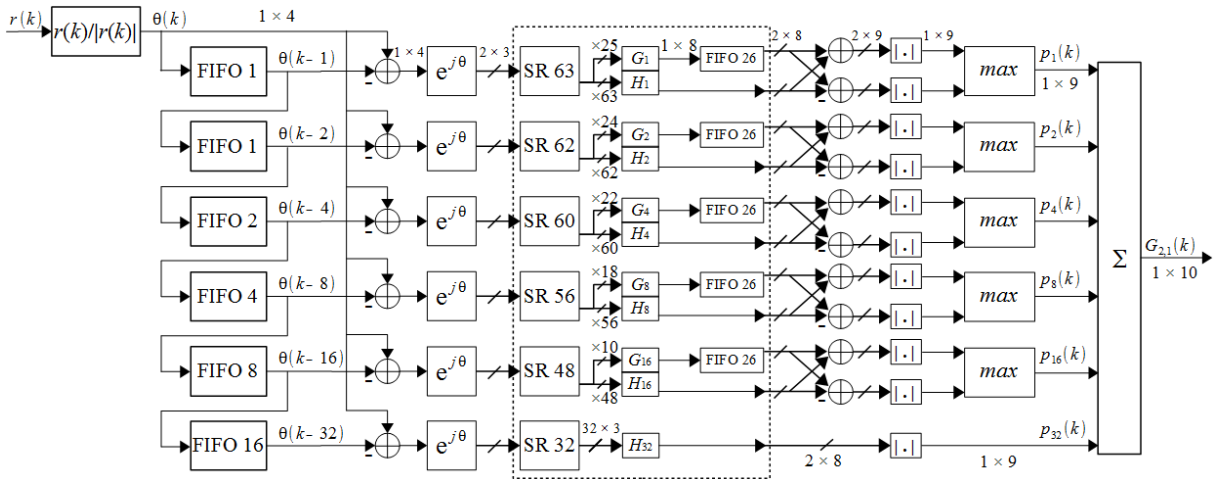 r(k) r(k)/|r(k)| θ(k) 1 × 4
FIFO 1 θ(k− 1) - 1 × 4 e^{jθ} 2 × 3 SR 63 ×25 ×63 G₁ H₁ 1 × 8 FIFO 26 2 × 8 - 2 × 9 |.| |.| 1 × 9 max p₁(k) 1 × 9
FIFO 1 θ(k− 2) - e^{jθ} SR 62 ×24 ×62 G₂ H₂ FIFO 26 - |.| |.| max p₂(k)
FIFO 2 θ(k− 4) - e^{jθ} SR 60 ×22 ×60 G₄ H₄ FIFO 26 - |.| |.| max p₄(k)
Σ G₂,₁(k) 1 × 10
FIFO 4 θ(k− 8) - e^{jθ} SR 56 ×18 ×56 G₈ H₈ FIFO 26 - |.| |.| max p₈(k)
FIFO 8 θ(k− 16) - e^{jθ} SR 48 ×10 ×48 G₁₆ H₁₆ FIFO 26 - |.| |.| max p₁₆(k)
FIFO 16 θ(k− 32) - e^{jθ} SR 32 32 × 3 H₃₂ 2 × 8 |.| 1 × 9 p₃₂(k)